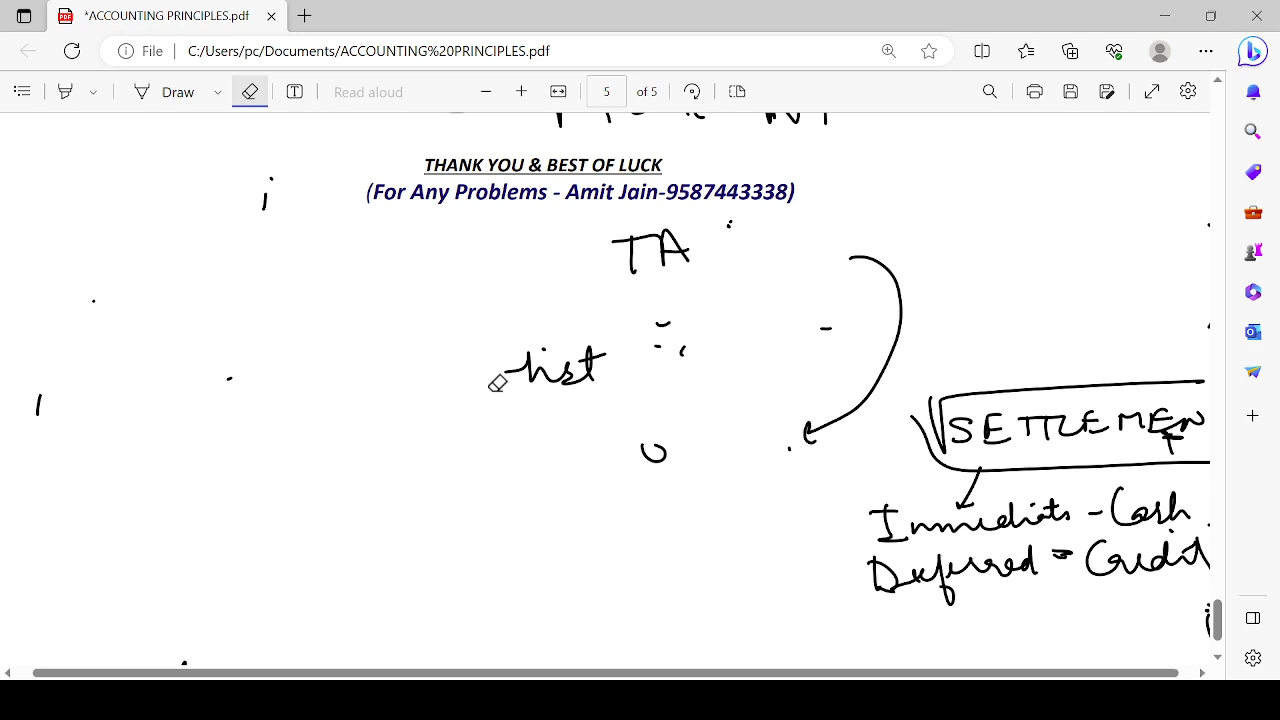 *ACCOUNTING PRINCIPLES.pdf
File C:/Users/pc/Documents/ACCOUNTING%20PRINCIPLES.pdf
Draw Read aloud 5 of 5
THANK YOU & BEST OF LUCK
(For Any Problems - Amit Jain-9587443338)
TA
list
SETTLEMENT
Immediate - Cash
Deferred = Credit